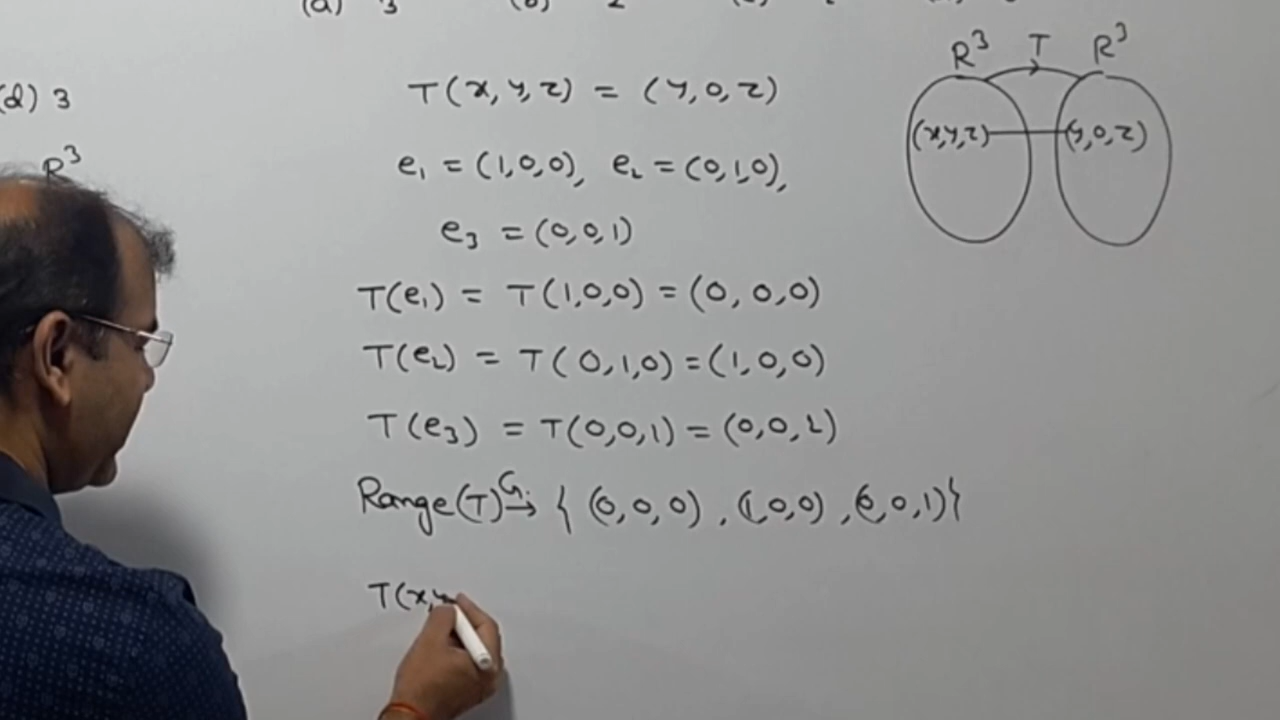 (a) 3 (b) 2
R³ T R³
(d) 3
T(x,y,z) = (y,0,z)
(x,y,z) (y,0,z)
R³
e₁ = (1,0,0), e₂ = (0,1,0),
e₃ = (0,0,1)
T(e₁) = T(1,0,0) = (0,0,0)
T(e₂) = T(0,1,0) = (1,0,0)
T(e₃) = T(0,0,1) = (0,0,1)
Range(T) G. → { (0,0,0), (1,0,0), (0,0,1)}
T(x,y